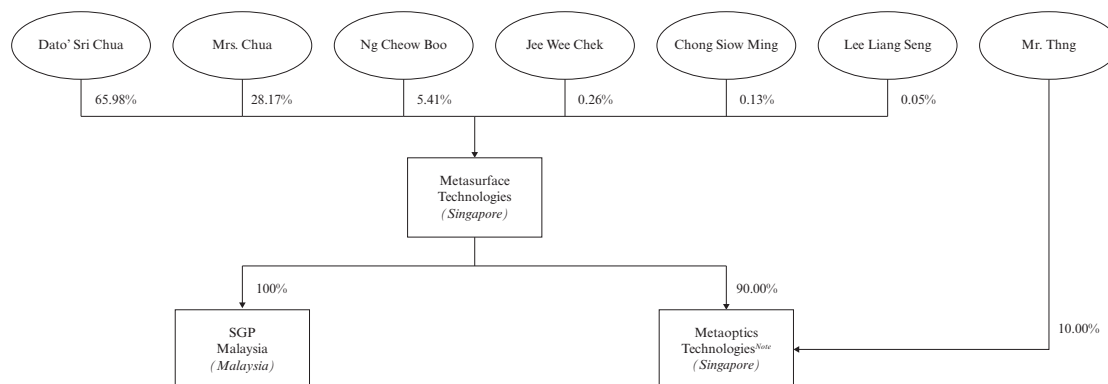 Dato’ Sri Chua
Mrs. Chua
Ng Cheow Boo
Jee Wee Chek
Chong Siow Ming
Lee Liang Seng
Mr. Thng
65.98%
28.17%
5.41%
0.26%
0.13%
0.05%
Metasurface
Technologies
(Singapore)
100%
90.00%
10.00%
SGP
Malaysia
(Malaysia)
Metaoptics
Technologies Note
(Singapore)